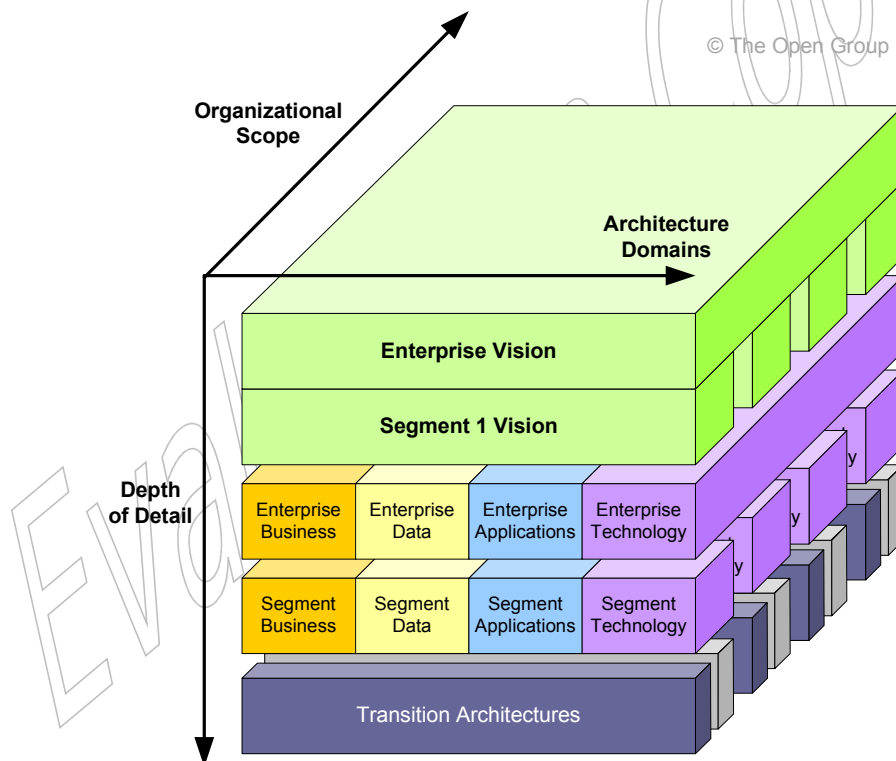 © The Open Group
Organizational
Scope
Architecture
Domains
Enterprise Vision
Segment 1 Vision
Depth
of Detail
Enterprise
Business
Enterprise
Data
Enterprise
Applications
Enterprise
Technology
Segment
Business
Segment
Data
Segment
Applications
Segment
Technology
Transition Architectures